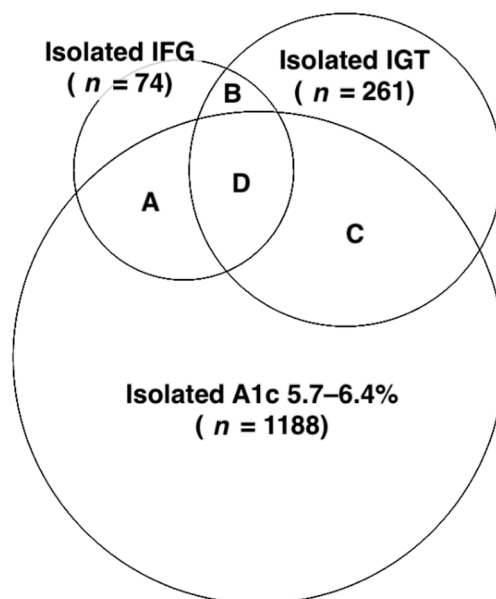 Isolated IFG
( n = 74)
Isolated IGT
( n = 261)
B
D
A
C
Isolated A1c 5.7–6.4%
( n = 1188)